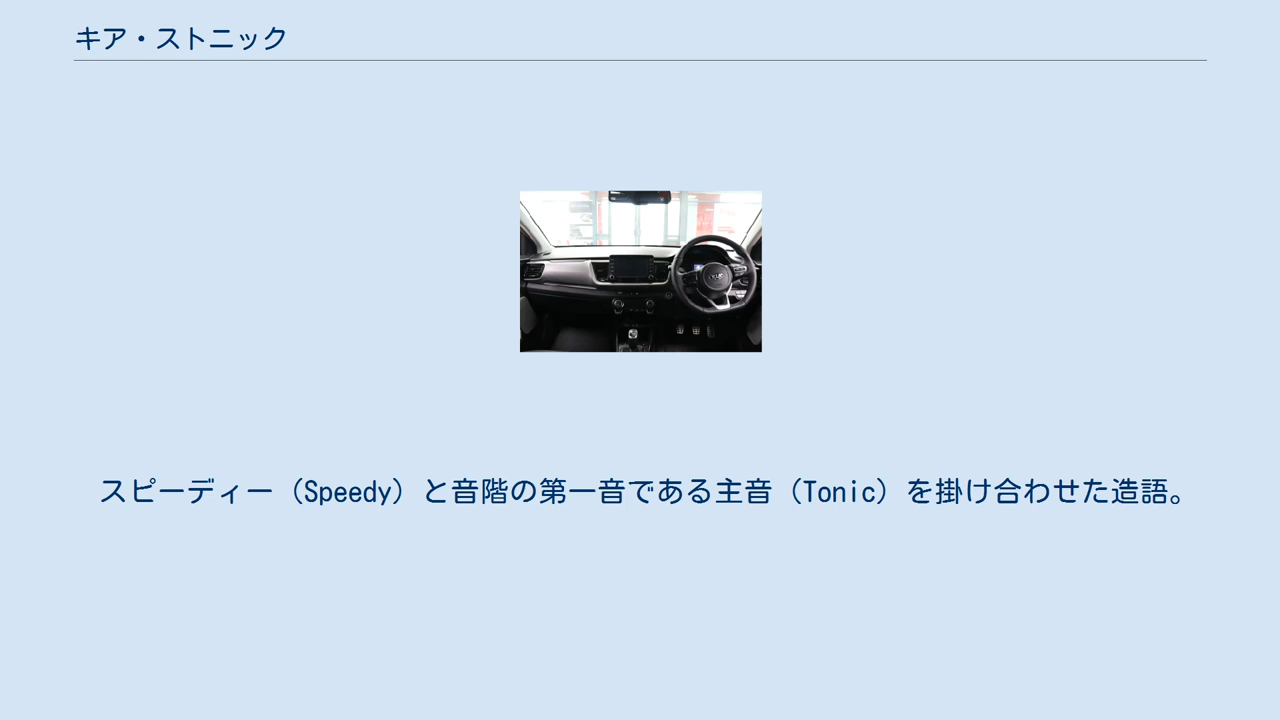 キア・ストニック
スピーディー（Speedy）と音階の第一音である主音（Tonic）を掛け合わせた造語。